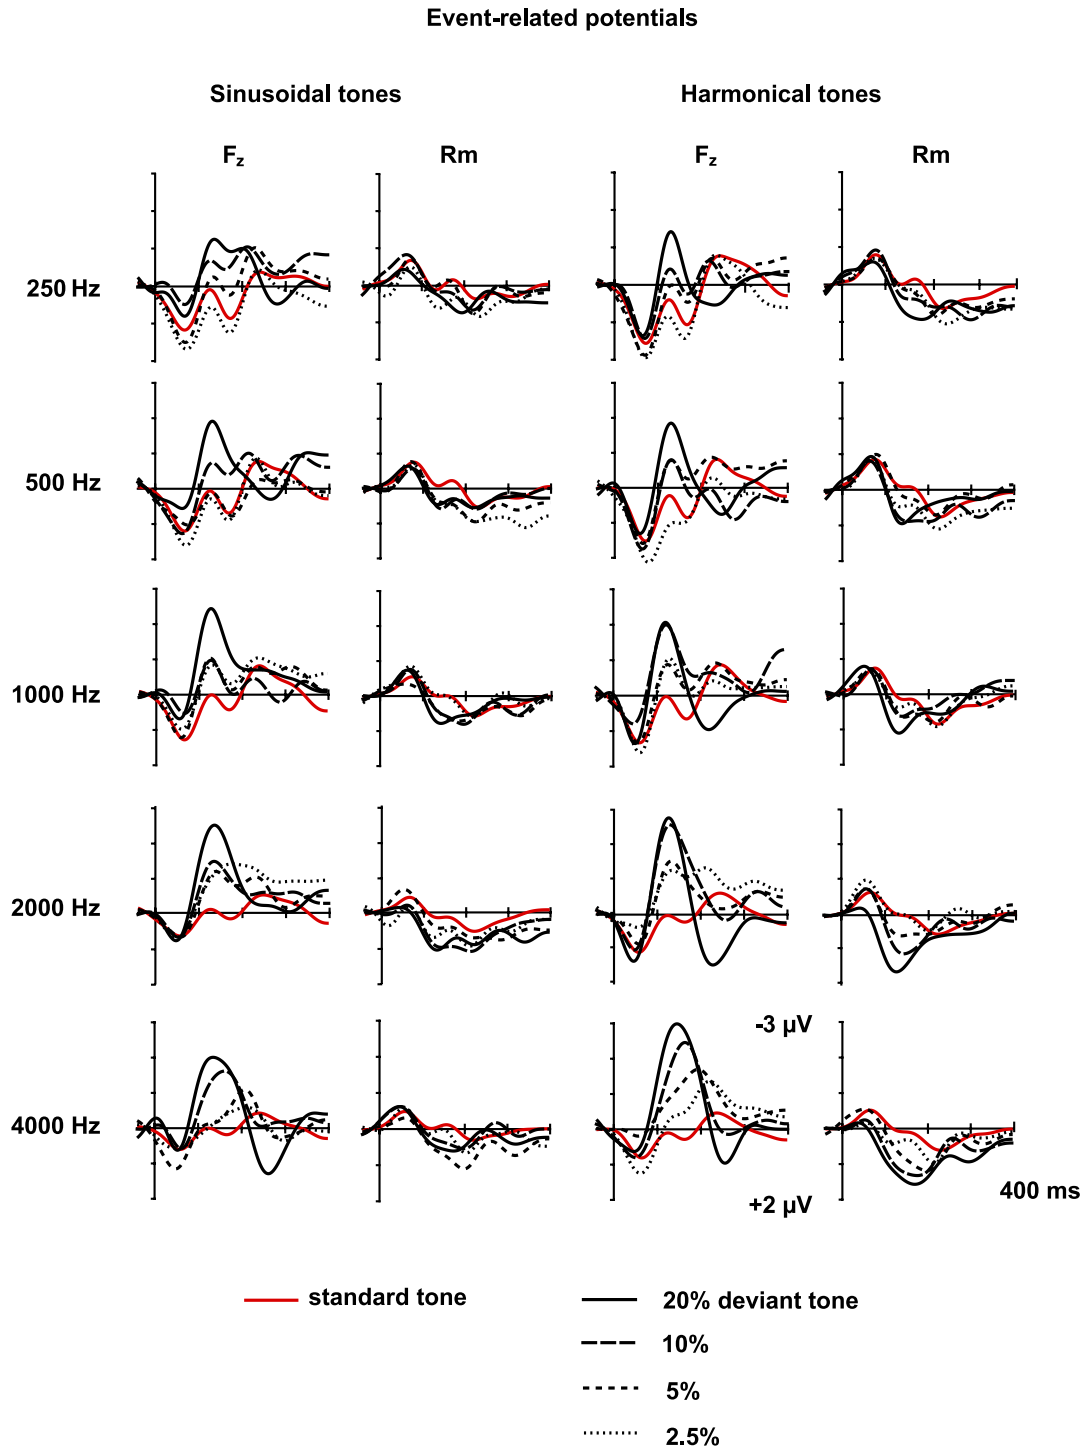 Event-related potentials
Sinusoidal tones Harmonical tones
Fz Rm Fz Rm
250 Hz
500 Hz
1000 Hz
2000 Hz
-3 µV
4000 Hz
400 ms
+2 µV
standard tone 20% deviant tone
10%
5%
2.5%